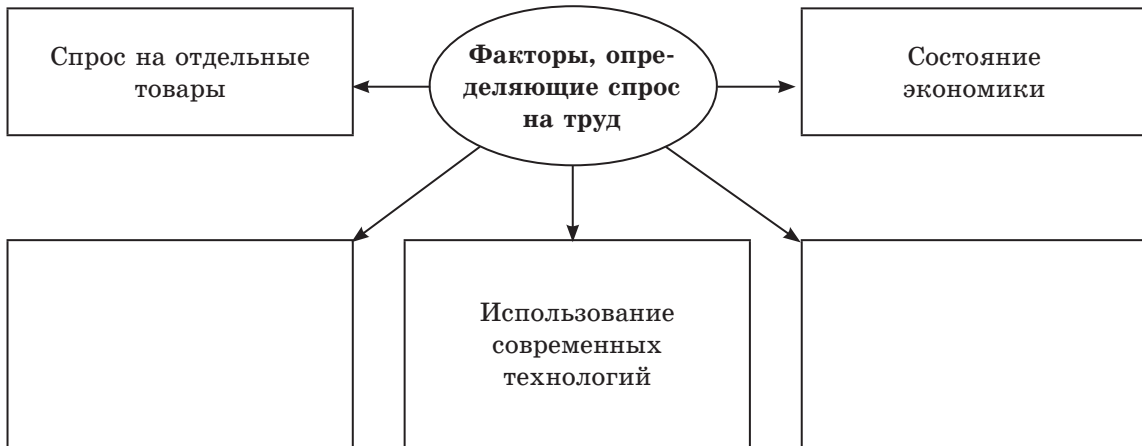 Спрос на отдельные
товары
Факторы, опре-
деляющие спрос
на труд
Состояние
экономики
Использование
современных
технологий